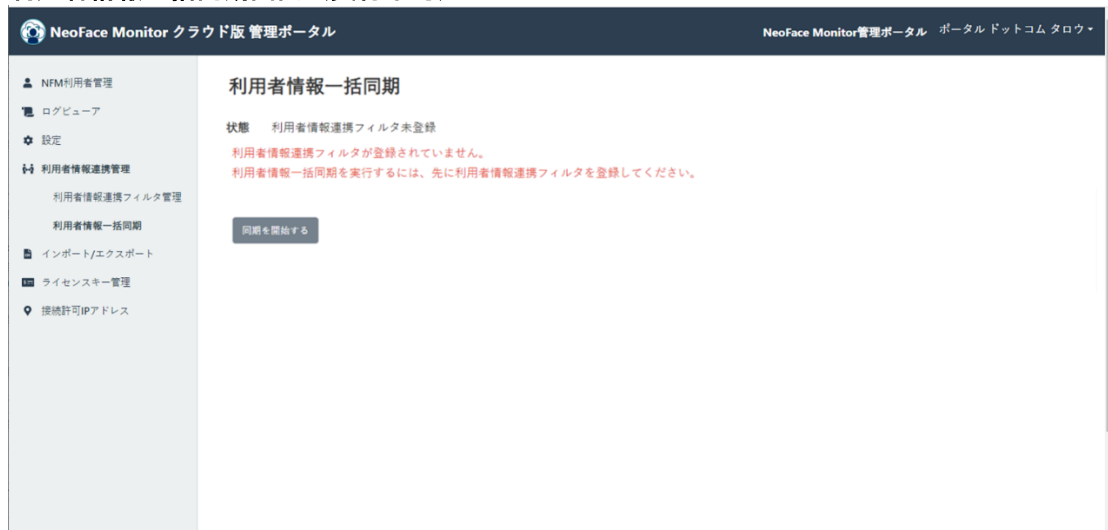 NeoFace Monitor クラウド版 管理ポータル
NeoFace Monitor管理ポータル ポータル ドットコム タロウ
NFM利用者管理
ログビューア
設定
利用者情報連携管理
利用者情報連携フィルタ管理
利用者情報一括同期
インポート/エクスポート
ライセンスキー管理
接続許可IPアドレス
利用者情報一括同期
状態 利用者情報連携フィルタ未登録
利用者情報連携フィルタが登録されていません。
利用者情報一括同期を実行するには、先に利用者情報連携フィルタを登録してください。
同期を開始する